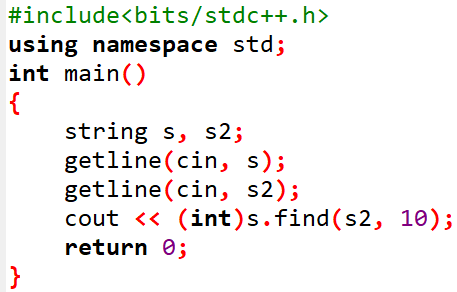 #include<bits/stdc++.h>
using namespace std;
int main()
{
    string s, s2;
    getline(cin, s);
    getline(cin, s2);
    cout << (int)s.find(s2, 10);
    return 0;
}